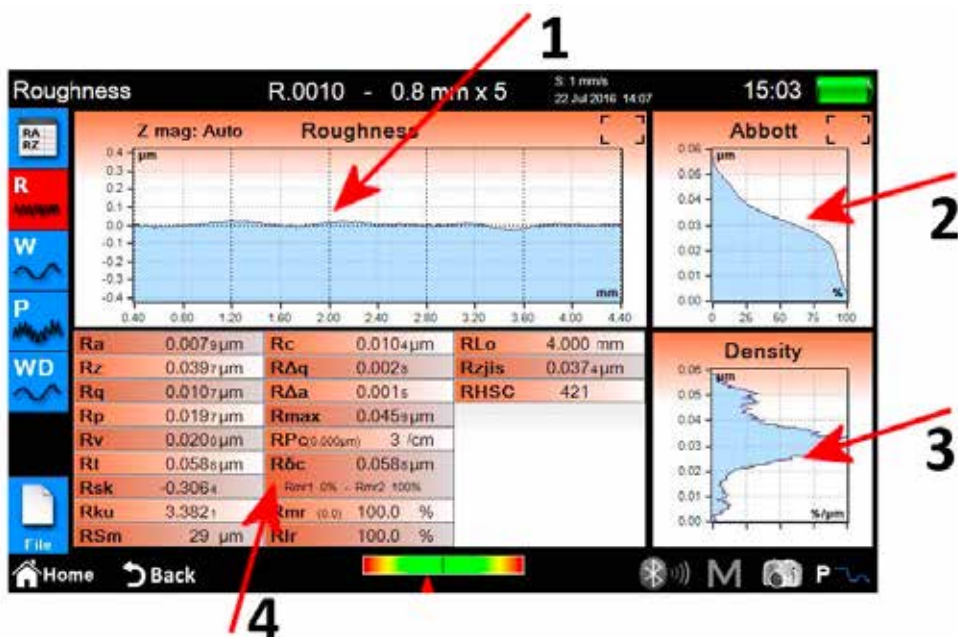 1
Roughness R.0010 - 0.8 mm x 5 S: 1 mm/s 15:03
22 Jul 2016 14:07
RA
RZ
R
W
P
WD
File
Z mag: Auto Roughness
µm
0.4
0.3
0.2
0.1
0.0
-0.1
-0.2
-0.3
-0.4
mm
0.40 0.80 1.20 1.60 2.00 2.40 2.80 3.20 3.60 4.00 4.40
Abbott
0.06 µm
0.04
0.03
0.01
0.00
%
0 25 50 75 100
2
Ra 0.0079µm Rc 0.0104µm RLo 4.000 mm
Rz 0.0397µm RΔq 0.0028 Rzjis 0.0374µm
Rq 0.0107µm RΔa 0.0015 RHSC 421
Rp 0.0197µm Rmax 0.0459µm
Rv 0.0200µm RPc(±0.000µm) 3 /cm
Rt 0.0588µm Rδc 0.0588µm
Rsk -0.3064 Rmr1 0% - Rmr2 100%
Rku 3.3821 Rmr (0.0) 100.0 %
RSm 29 µm Rlr 100.0 %
Density
µm
0.06
0.04
0.03
0.02
0.01
0.00
%/µm
0 25 50 75 100
3
Home Back M P
4